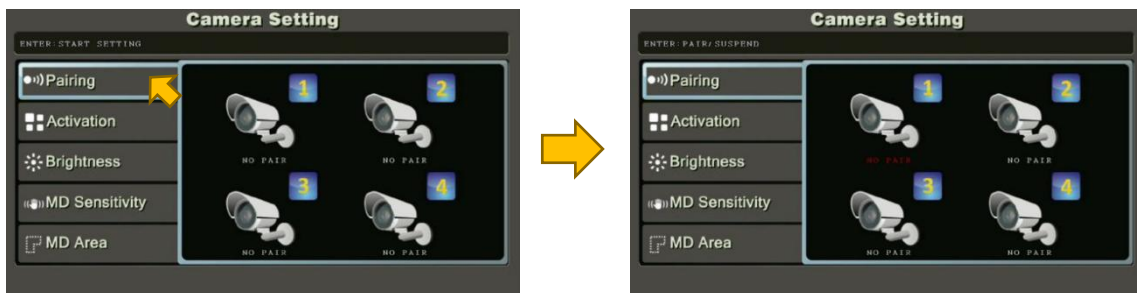 Camera Setting
ENTER:START SETTING
Pairing
Activation
Brightness
MD Sensitivity
MD Area
1
2
NO PAIR
NO PAIR
3
4
NO PAIR
NO PAIR
Camera Setting
ENTER:PAIR/SUSPEND
Pairing
Activation
Brightness
MD Sensitivity
MD Area
1
2
NO PAIR
NO PAIR
3
4
NO PAIR
NO PAIR